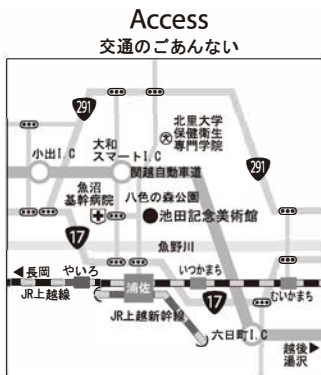 Access
交通のごあんない
291
北里大学
保健衛生
専門学院
小出I.C
大和
スマートI.C
関越自動車道
291
魚沼
基幹病院
八色の森公園
池田記念美術館
17
魚野川
◀長岡
やいろ
浦佐
いつかまち
17
むいかまち
JR上越線
JR上越新幹線
六日町I.C
越後▶
湯沢